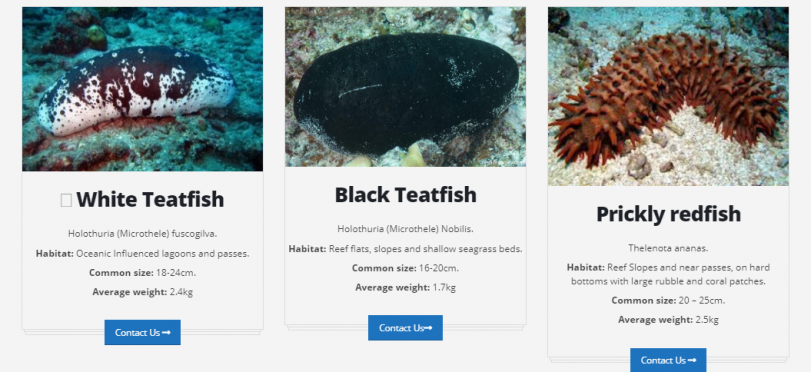 White Teatfish
Holothuria (Microthele) fuscogilva.
Habitat: Oceanic Influenced lagoons and passes.
Common size: 18-24cm.
Average weight: 2.4kg
Contact Us
Black Teatfish
Holothuria (Microthele) Nobilis.
Habitat: Reef flats, slopes and shallow seagrass beds.
Common size: 16-20cm.
Average weight: 1.7kg
Contact Us
Prickly redfish
Thelenota ananas.
Habitat: Reef Slopes and near passes, on hard
bottoms with large rubble and coral patches.
Common size: 20 – 25cm.
Average weight: 2.5kg
Contact Us